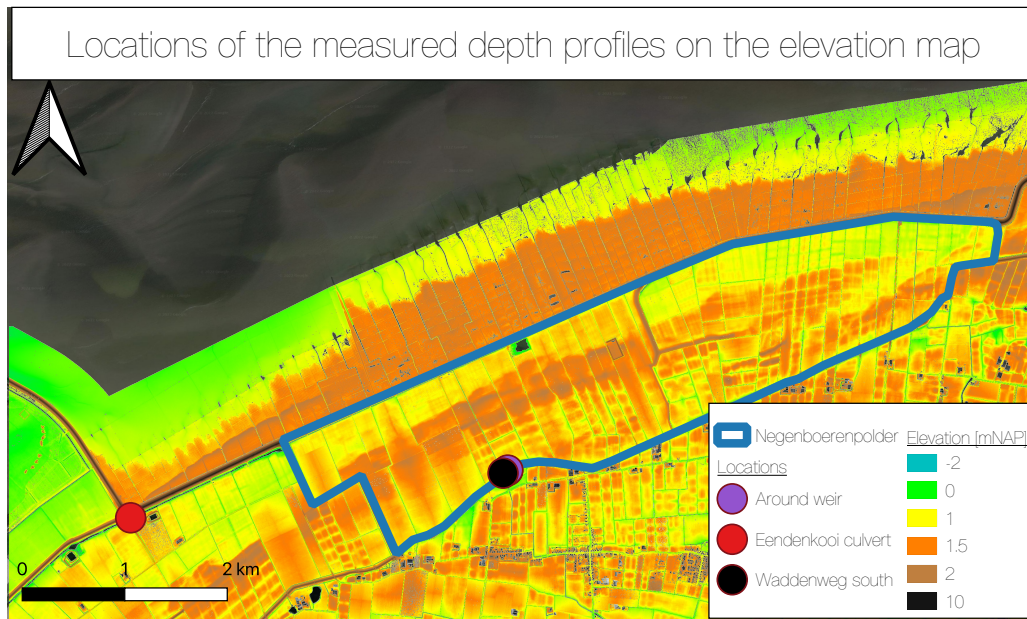 Locations of the measured depth profiles on the elevation map
Negenboerenpolder
Locations
Around weir
Eendenkooi culvert
Waddenweg south
Elevation [mNAP]
-2
0
1
1.5
2
10
0 1 2 km